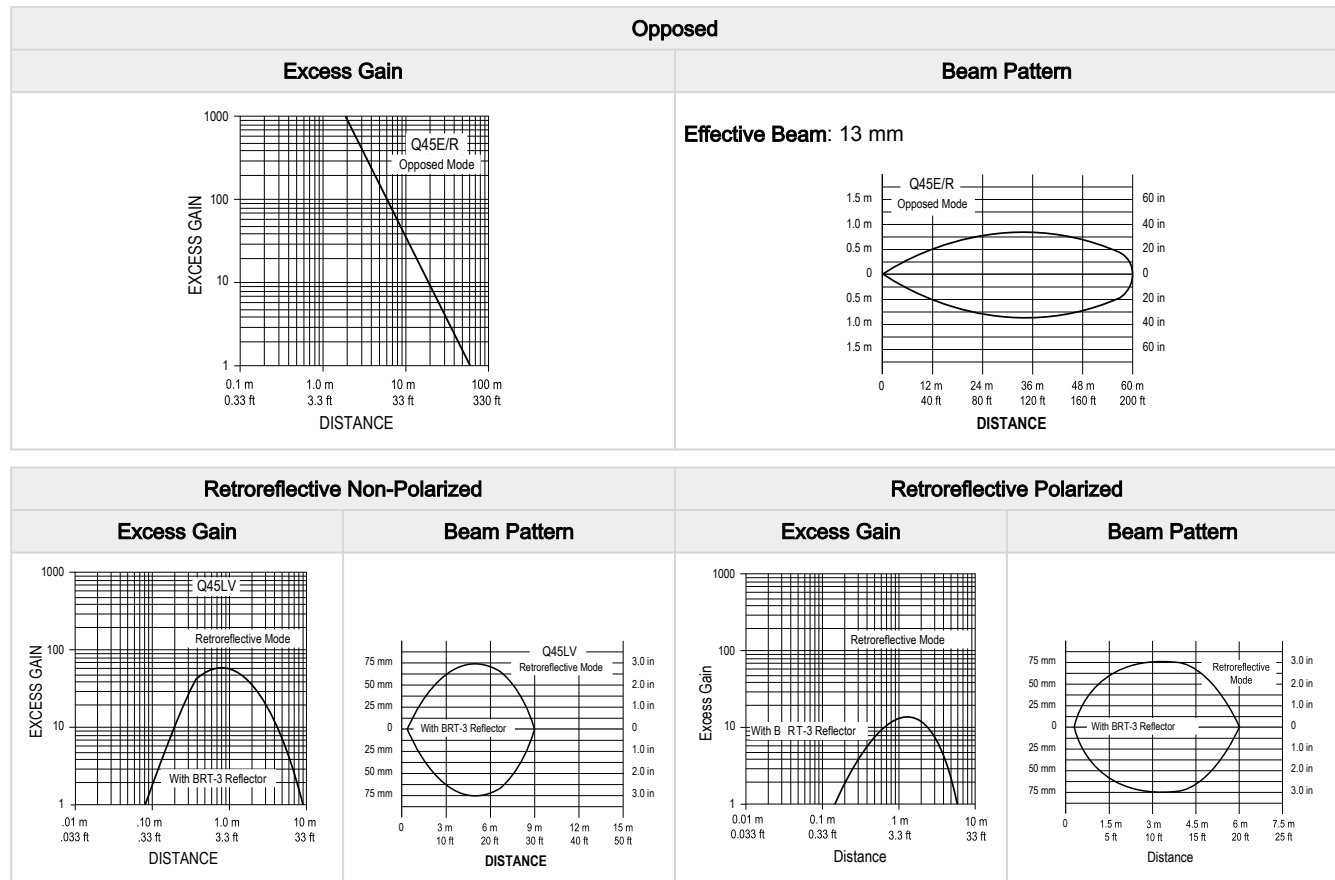 Opposed
Excess Gain
Beam Pattern
1000
100
10
1
EXCESS GAIN
Q45E/R
Opposed Mode
0.1 m
1.0 m
10 m
100 m
0.33 ft
3.3 ft
33 ft
330 ft
DISTANCE
Effective Beam: 13 mm
Q45E/R
Opposed Mode
1.5 m
1.0 m
0.5 m
0
0.5 m
1.0 m
1.5 m
60 in
40 in
20 in
0
20 in
40 in
60 in
0
12 m
24 m
36 m
48 m
60 m
40 ft
80 ft
120 ft
160 ft
200 ft
DISTANCE
Retroreflective Non-Polarized
Retroreflective Polarized
Excess Gain
Beam Pattern
Excess Gain
Beam Pattern
1000
100
10
1
EXCESS GAIN
Q45LV
Retroreflective Mode
With BRT-3 Reflector
.01 m
.10 m
1.0 m
10 m
.033 ft
.33 ft
3.3 ft
33 ft
DISTANCE
Q45LV
Retroreflective Mode
With BRT-3 Reflector
75 mm
50 mm
25 mm
0
25 mm
50 mm
75 mm
3.0 in
2.0 in
1.0 in
0
1.0 in
2.0 in
3.0 in
0
3 m
6 m
9 m
12 m
15 m
10 ft
20 ft
30 ft
40 ft
50 ft
DISTANCE
1000
100
10
1
Excess Gain
Retroreflective Mode
With B RT-3 Reflector
0.01 m
0.1 m
1 m
10 m
0.033 ft
0.33 ft
3.3 ft
33 ft
Distance
Retroreflective
Mode
With BRT-3 Reflector
75 mm
50 mm
25 mm
0
25 mm
50 mm
75 mm
3.0 in
2.0 in
1.0 in
0
1.0 in
2.0 in
3.0 in
0
1.5 m
3 m
4.5 m
6 m
7.5 m
5 ft
10 ft
15 ft
20 ft
25 ft
Distance